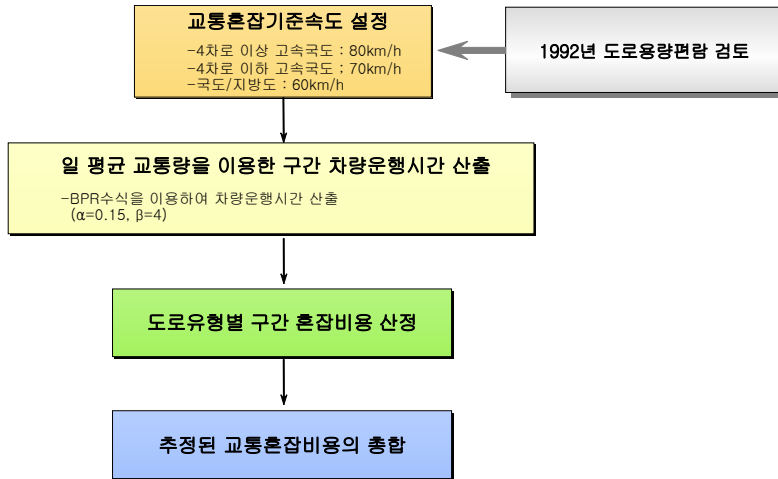 교통혼잡기준속도 설정
-4차로 이상 고속국도 : 80km/h
-4차로 이하 고속국도 ; 70km/h
-국도/지방도 : 60km/h
1992년 도로용량편람 검토
일 평균 교통량을 이용한 구간 차량운행시간 산출
-BPR수식을 이용하여 차량운행시간 산출
(α=0.15, β=4)
도로유형별 구간 혼잡비용 산정
추정된 교통혼잡비용의 총합